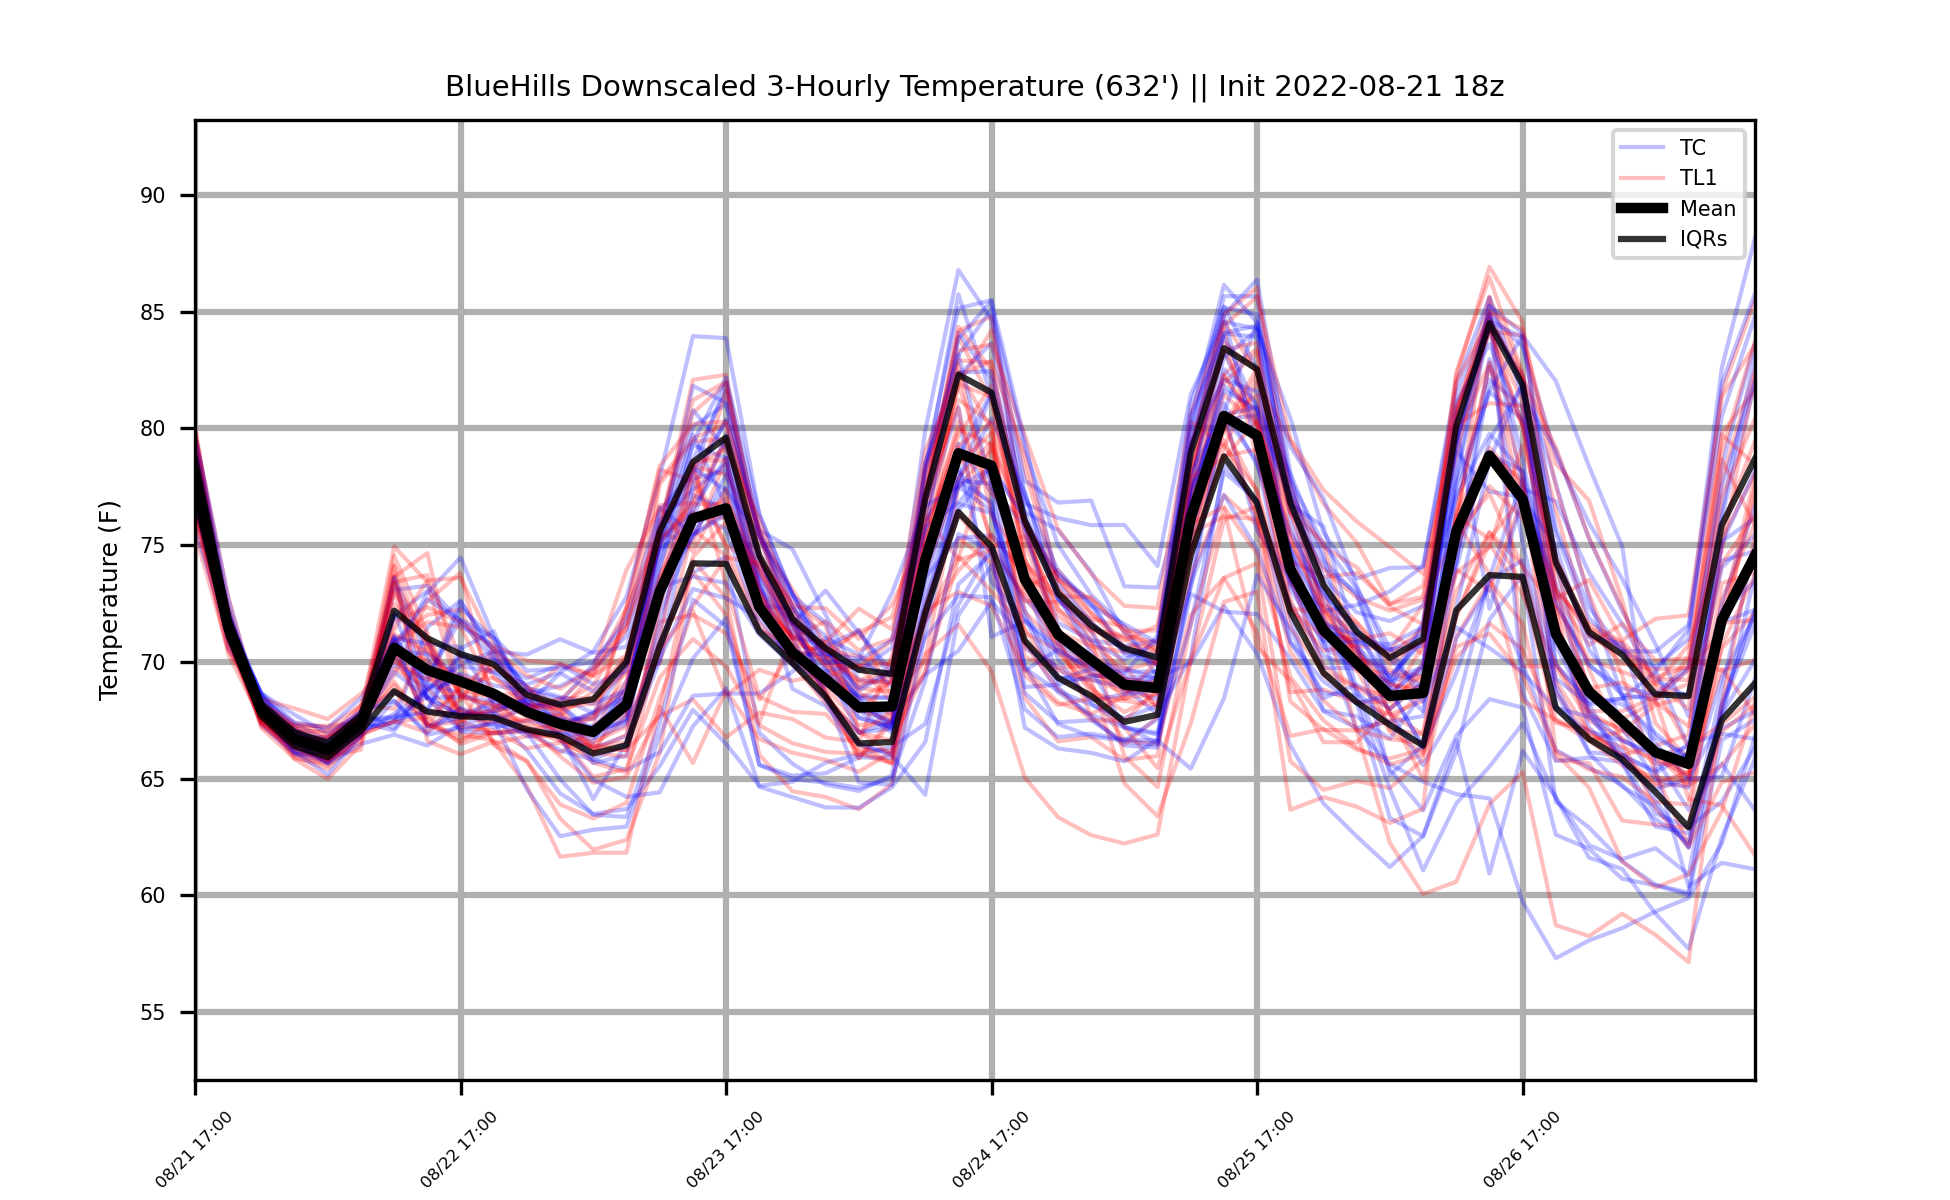 BlueHills Downscaled 3-Hourly Temperature (632') || Init 2022-08-21 18z
TC
TL1
Mean
IQRs
Temperature (F)
90
85
80
75
70
65
60
55
08/21 17:00
08/22 17:00
08/23 17:00
08/24 17:00
08/25 17:00
08/26 17:00